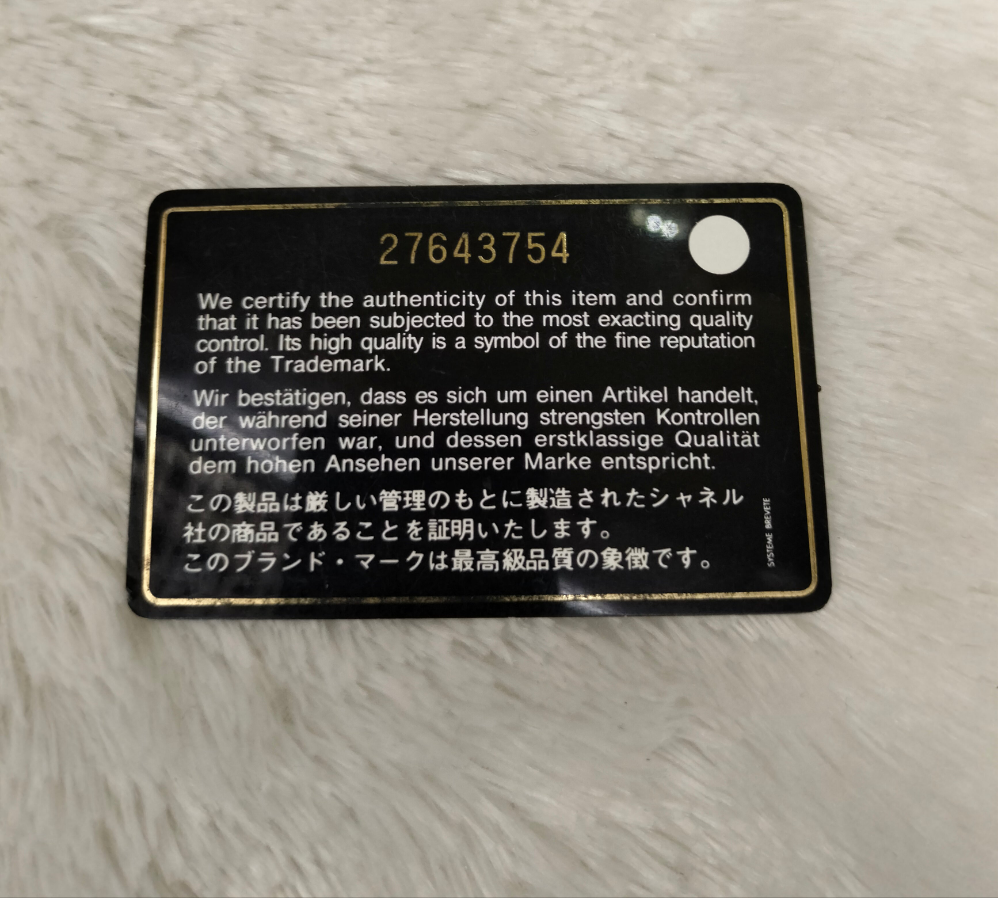 27643754
We certify the authenticity of this item and confirm
that it has been subjected to the most exacting quality
control. Its high quality is a symbol of the fine reputation
of the Trademark.
Wir bestätigen, dass es sich um einen Artikel handelt,
der während seiner Herstellung strengsten Kontrollen
unterworfen war, und dessen erstklassige Qualität
dem hohen Ansehen unserer Marke entspricht.
この製品は厳しい管理のもとに製造されたシャネル
社の商品であることを証明いたします。
このブランド・マークは最高級品質の象徴です。
SYSTEME BREVETE